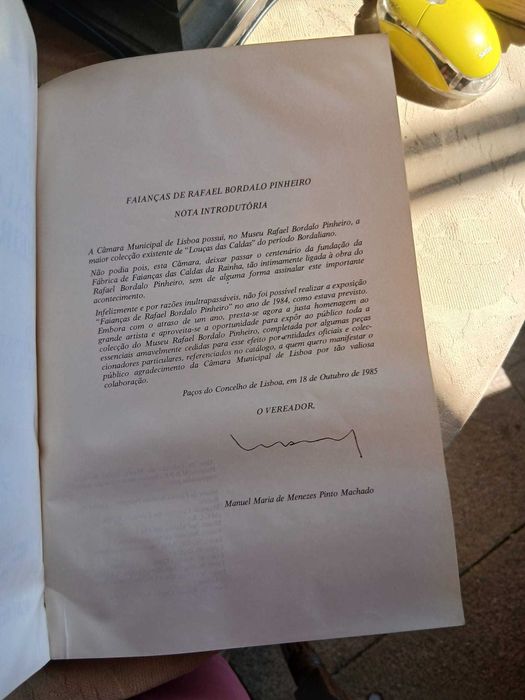 FAIANÇAS DE RAFAEL BORDALO PINHEIRO
NOTA INTRODUTÓRIA
A Câmara Municipal de Lisboa possui, no Museu Rafael Bordalo Pinheiro, a
maior colecção existente de "Louças das Caldas" do período Bordaliano.
Não podia pois, esta Câmara, deixar passar o centenário da fundação da
Fábrica de Faianças das Caldas da Rainha, tão intimamente ligada à obra do
Rafael Bordalo Pinheiro, sem de alguma forma assinalar este importante
acontecimento.
Infelizmente e por razões inultrapassáveis, não foi possível realizar a exposição
"Faianças de Rafael Bordalo Pinheiro" no ano de 1984, como estava previsto.
Embora com o atraso de um ano, presta-se agora a justa homenagem ao
grande artista e aproveita-se a oportunidade para expôr ao público toda a
colecção do Museu Rafael Bordalo Pinheiro, completada por algumas peças
essenciais amavelmente cedidas para esse efeito por entidades oficiais e colec-
cionadores particulares, referenciados no catálogo, a quem quero manifestar o
público agradecimento da Câmara Municipal de Lisboa por tão valiosa
colaboração.
Paços do Concelho de Lisboa, em 18 de Outubro de 1985
O VEREADOR,
Manuel Maria de Menezes Pinto Machado